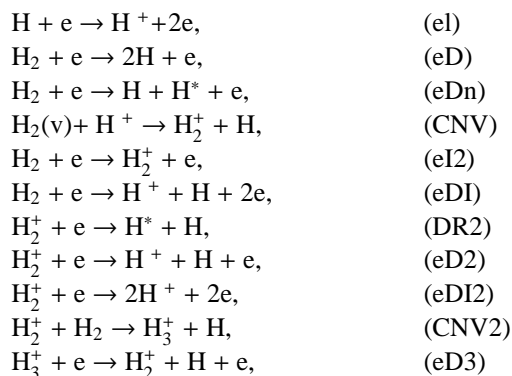 H + e → H ⁺+2e, (eI)
H₂ + e → 2H + e, (eD)
H₂ + e → H + H* + e, (eDn)
H₂(v)+ H ⁺ → H₂⁺ + H, (CNV)
H₂ + e → H₂⁺ + e, (eI2)
H₂ + e → H ⁺ + H + 2e, (eDI)
H₂⁺ + e → H* + H, (DR2)
H₂⁺ + e → H ⁺ + H + e, (eD2)
H₂⁺ + e → 2H ⁺ + 2e, (eDI2)
H₂⁺ + H₂ → H₃⁺ + H, (CNV2)
H₃⁺ + e → H₂⁺ + H + e, (eD3)